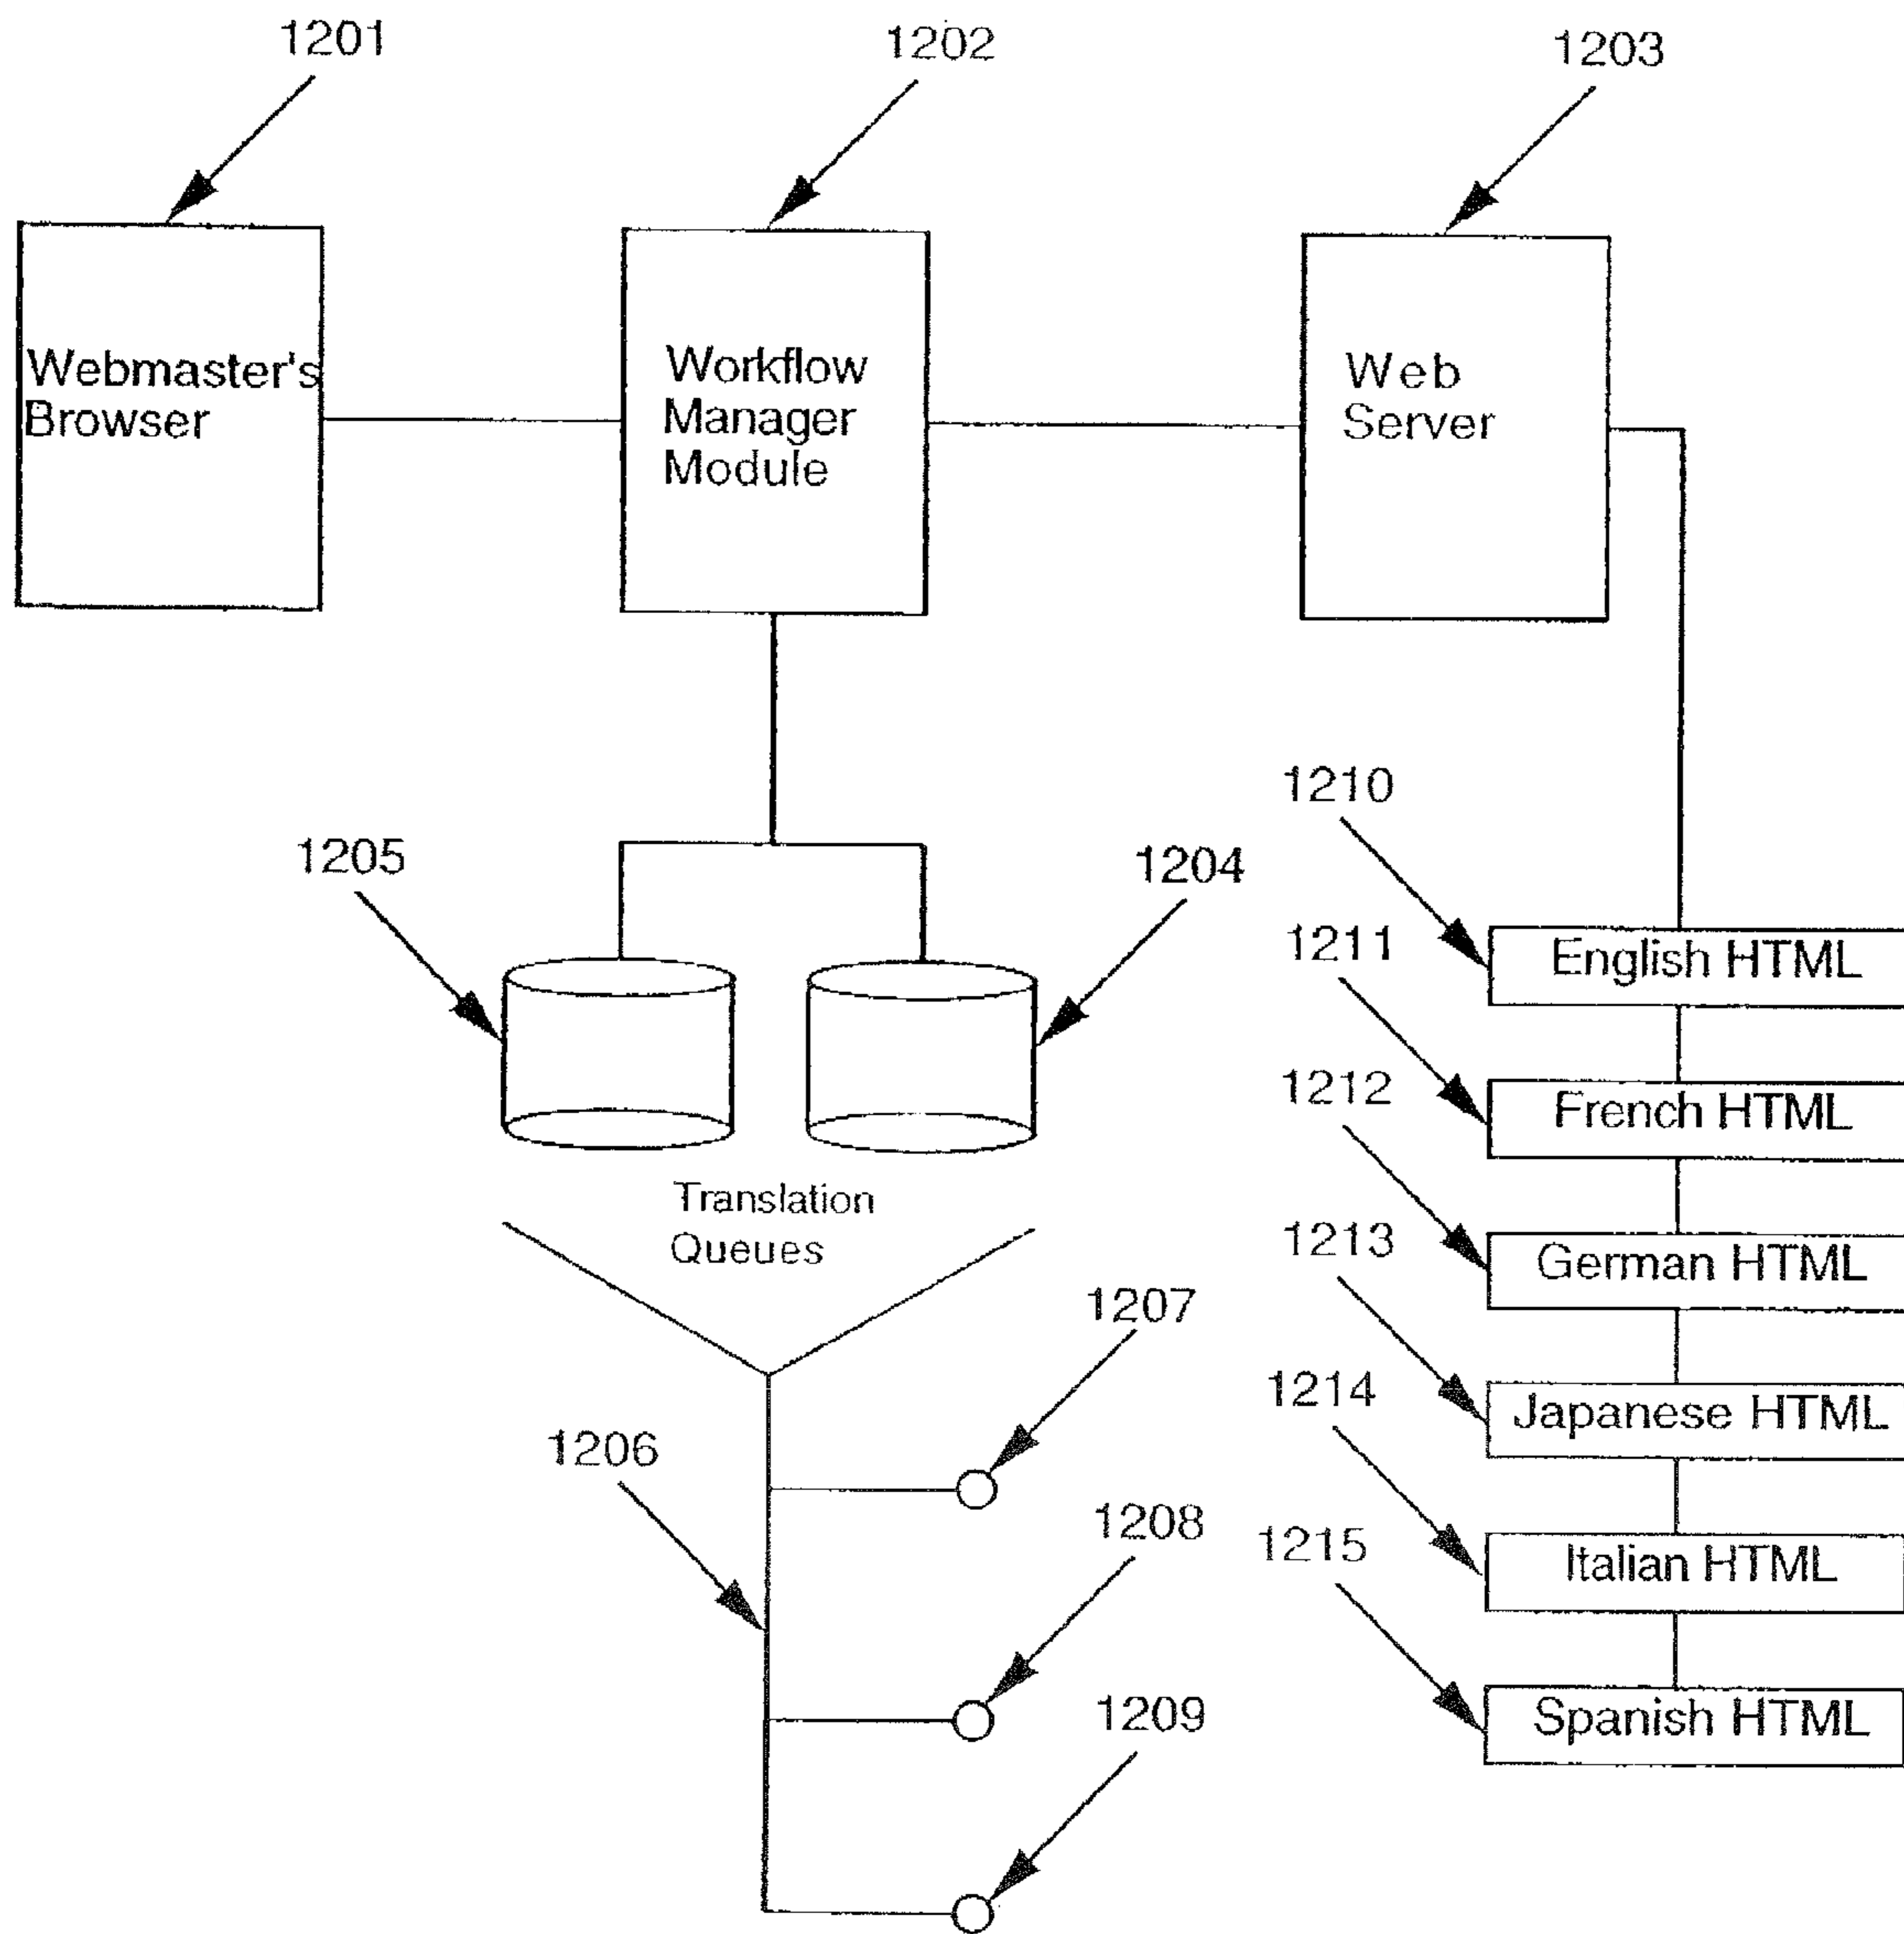 1201
1202
1203
Webmaster's
Browser
Workflow
Manager
Module
Web
Server
1205
1204
Translation
Queues
1206
1207
1208
1209
1210
English HTML
1211
French HTML
1212
German HTML
1213
Japanese HTML
1214
Italian HTML
1215
Spanish HTML